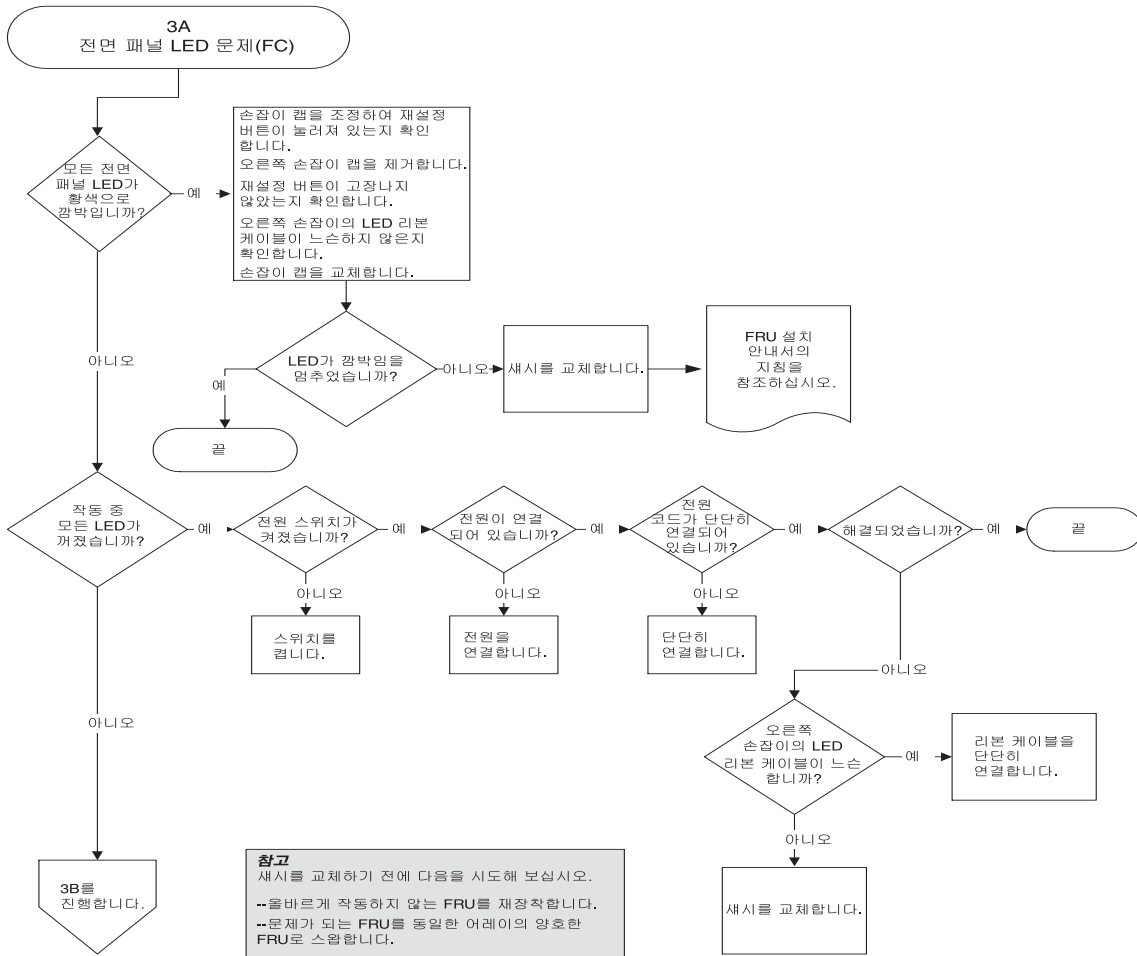 3A
전면 패널 LED 문제(FC)
모든 전면
패널 LED가
황색으로
깜박입니까?
예
손잡이 캡을 조정하여 재설정
버튼이 눌러져 있는지 확인
합니다.
오른쪽 손잡이 캡을 제거합니다.
재설정 버튼이 고장나지
않았는지 확인합니다.
오른쪽 손잡이의 LED 리본
케이블이 느슨하지 않은지
확인합니다.
손잡이 캡을 교체합니다.
아니오
LED가 깜박임을
멈추었습니까?
예
끝
아니오
섀시를 교체합니다.
FRU 설치
안내서의
지침을
참조하십시오.
작동 중
모든 LED가
꺼졌습니까?
예
전원 스위치가
켜졌습니까?
예
전원이 연결
되어 있습니까?
예
전원
코드가 단단히
연결되어
있습니까?
예
해결되었습니까?
예
끝
아니오
스위치를
켭니다.
아니오
전원을
연결합니다.
아니오
단단히
연결합니다.
아니오
아니오
오른쪽
손잡이의 LED
리본 케이블이 느슨
합니까?
예
리본 케이블을
단단히
연결합니다.
아니오
섀시를 교체합니다.
3B를
진행합니다.
참고
섀시를 교체하기 전에 다음을 시도해 보십시오.
--올바르게 작동하지 않는 FRU를 재장착합니다.
--문제가 되는 FRU를 동일한 어레이의 양호한
FRU로 스왑합니다.